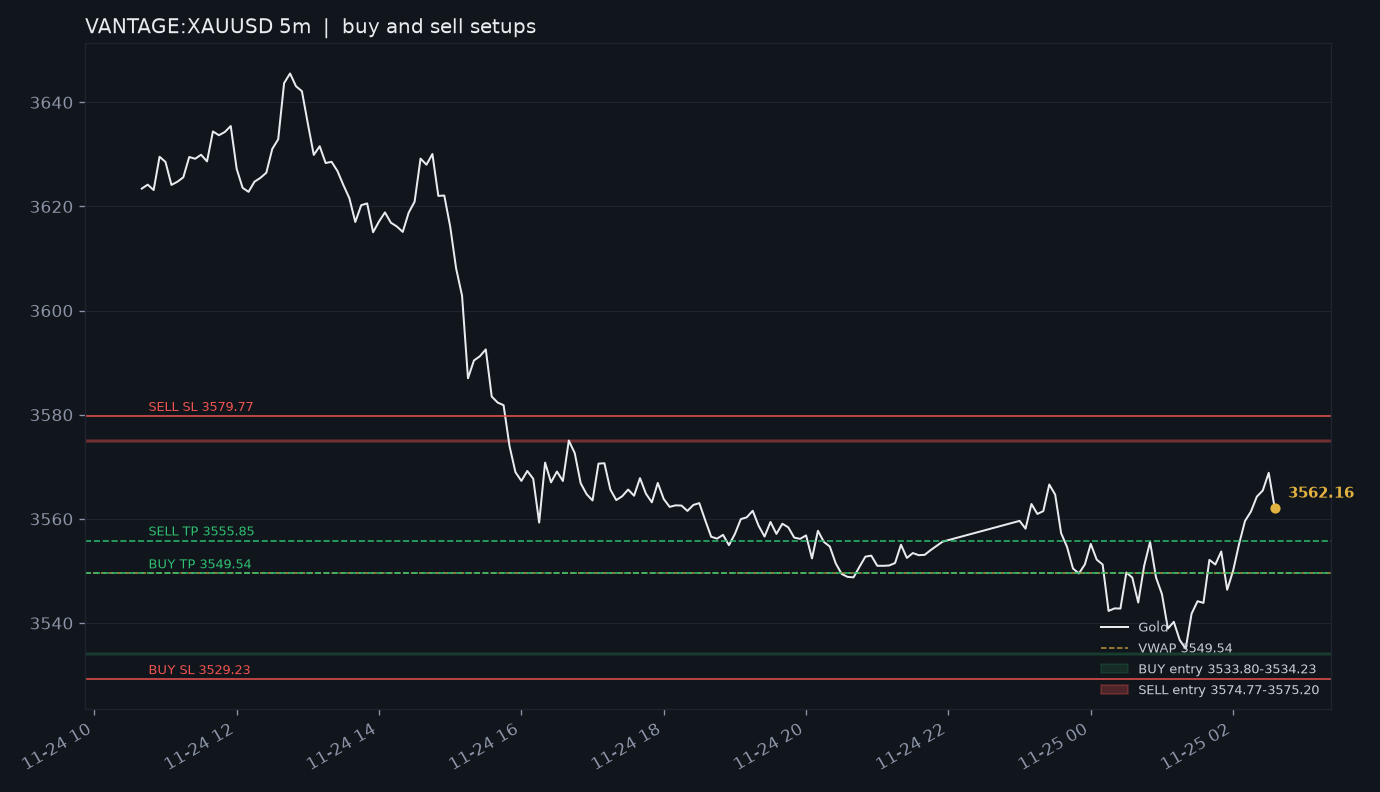 VANTAGE:XAUUSD 5m | buy and sell setups
3640
3620
3600
3580
3560
3540
SELL SL 3579.77
3562.16
SELL TP 3555.85
BUY TP 3549.54
BUY SL 3529.23
Gold
VWAP 3549.54
BUY entry 3533.80-3534.23
SELL entry 3574.77-3575.20
11-24 10
11-24 12
11-24 14
11-24 16
11-24 18
11-24 20
11-24 22
11-25 00
11-25 02